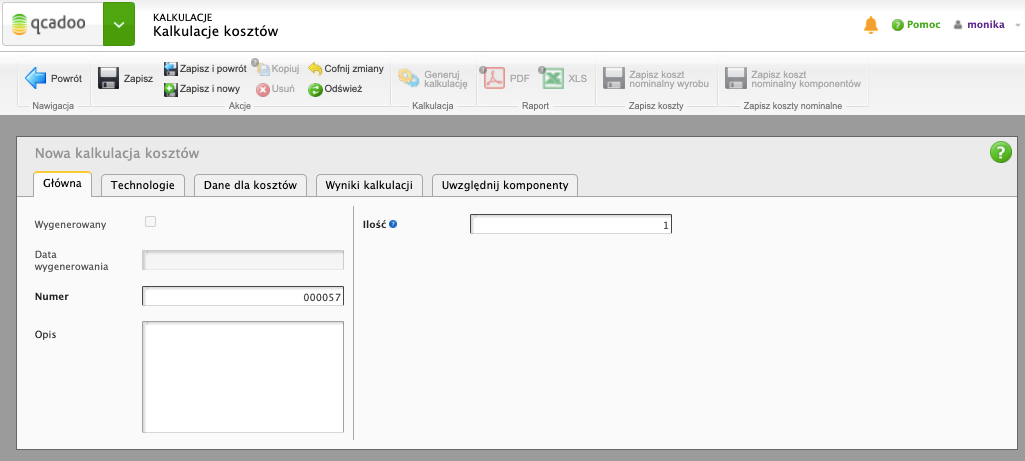 qcadoo
KALKULACJE
Kalkulacje kosztów
Pomoc
monika
Powrót
Nawigacja
Zapisz
Zapisz i powrót
Kopiuj
Cofnij zmiany
Zapisz i nowy
Usuń
Odśwież
Akcje
Generuj
kalkulację
Kalkulacja
PDF
XLS
Raport
Zapisz koszt
nominalny wyrobu
Zapisz koszty
Zapisz koszt
nominalny komponentów
Zapisz koszty nominalne
Nowa kalkulacja kosztów
Główna
Technologie
Dane dla kosztów
Wyniki kalkulacji
Uwzględnij komponenty
Wygenerowany
Ilość
1
Data
wygenerowania
Numer
000057
Opis